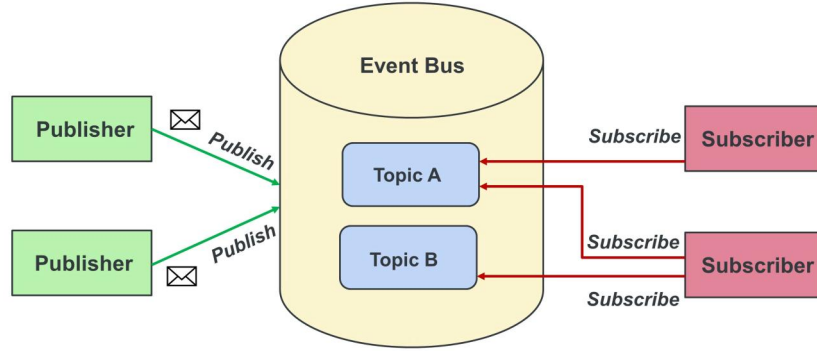 Event Bus
Publisher
Publish
Topic A
Subscribe
Subscriber
Publisher
Publish
Topic B
Subscribe
Subscribe
Subscriber